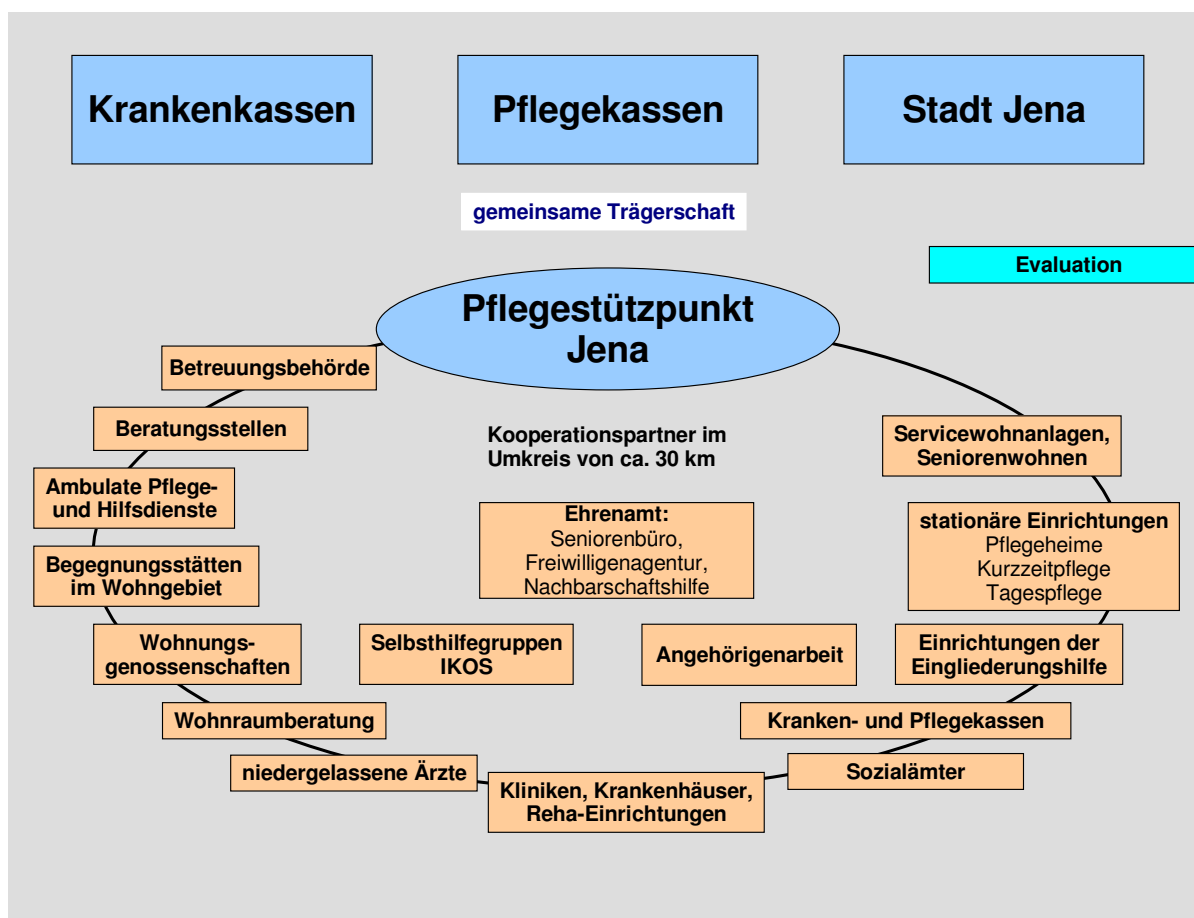 Krankenkassen
Pflegekassen
Stadt Jena
gemeinsame Trägerschaft
Evaluation
Pflegestützpunkt
Jena
Betreuungsbehörde
Beratungsstellen
Kooperationspartner im
Umkreis von ca. 30 km
Servicewohnanlagen,
Seniorenwohnen
Ambulate Pflege-
und Hilfsdienste
Ehrenamt:
Seniorenbüro,
Freiwilligenagentur,
Nachbarschaftshilfe
stationäre Einrichtungen
Pflegeheime
Kurzzeitpflege
Tagespflege
Begegnungsstätten
im Wohngebiet
Wohnungs-
genossenschaften
Selbsthilfegruppen
IKOS
Angehörigenarbeit
Einrichtungen der
Eingliederungshilfe
Wohnraumberatung
Kranken- und Pflegekassen
niedergelassene Ärzte
Kliniken, Krankenhäuser,
Reha-Einrichtungen
Sozialämter